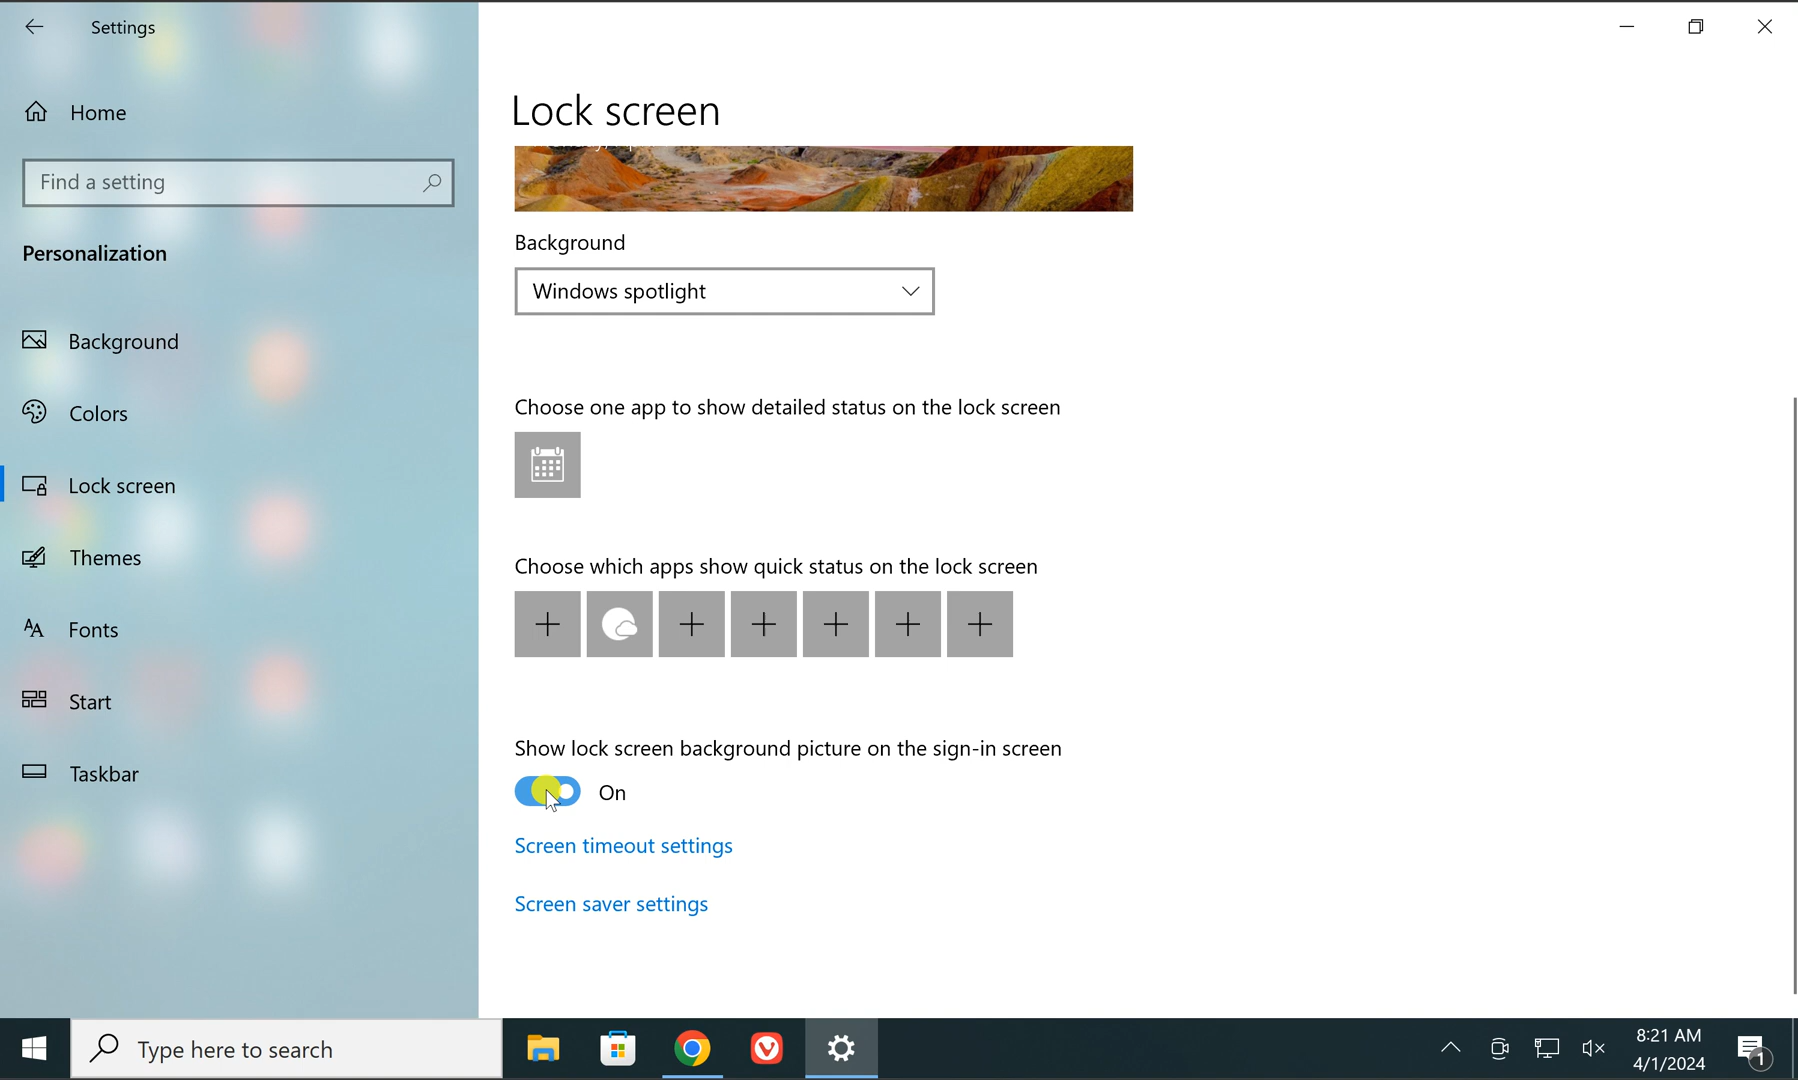 Settings
Home
Find a setting
Personalization
Background
Colors
Lock screen
Themes
Fonts
Start
Taskbar
Lock screen
Background
Windows spotlight
Choose one app to show detailed status on the lock screen
Choose which apps show quick status on the lock screen
Show lock screen background picture on the sign-in screen
On
Screen timeout settings
Screen saver settings
Type here to search
8:21 AM
4/1/2024
1